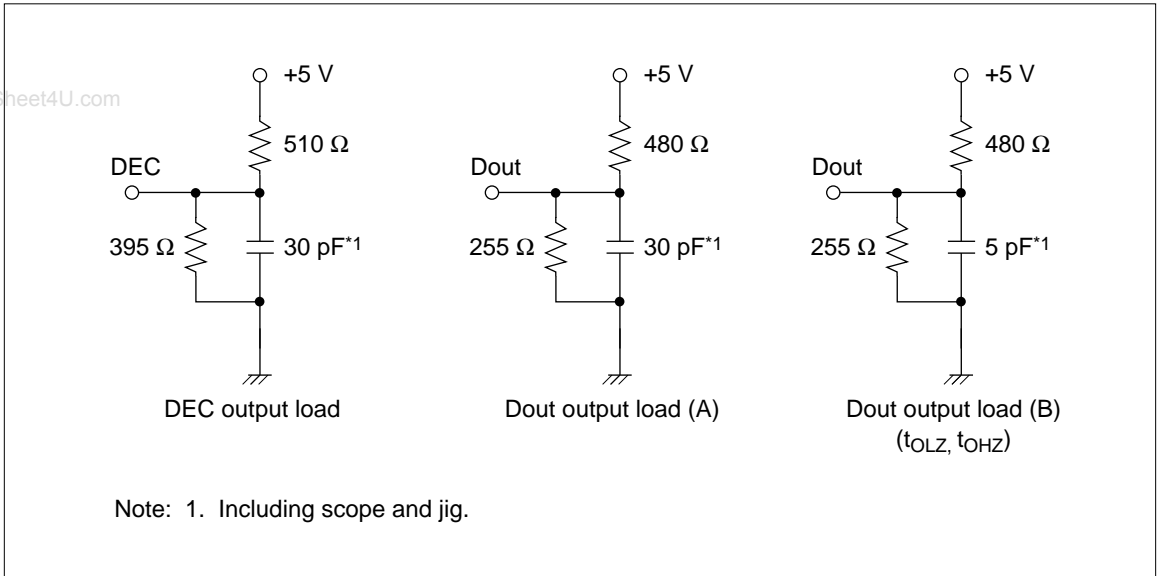 Sheet4U.com
+5 V
510 Ω
DEC
395 Ω
30 pF*1
DEC output load
+5 V
480 Ω
Dout
255 Ω
30 pF*1
Dout output load (A)
+5 V
480 Ω
Dout
255 Ω
5 pF*1
Dout output load (B)
(tOLZ, tOHZ)
Note: 1. Including scope and jig.